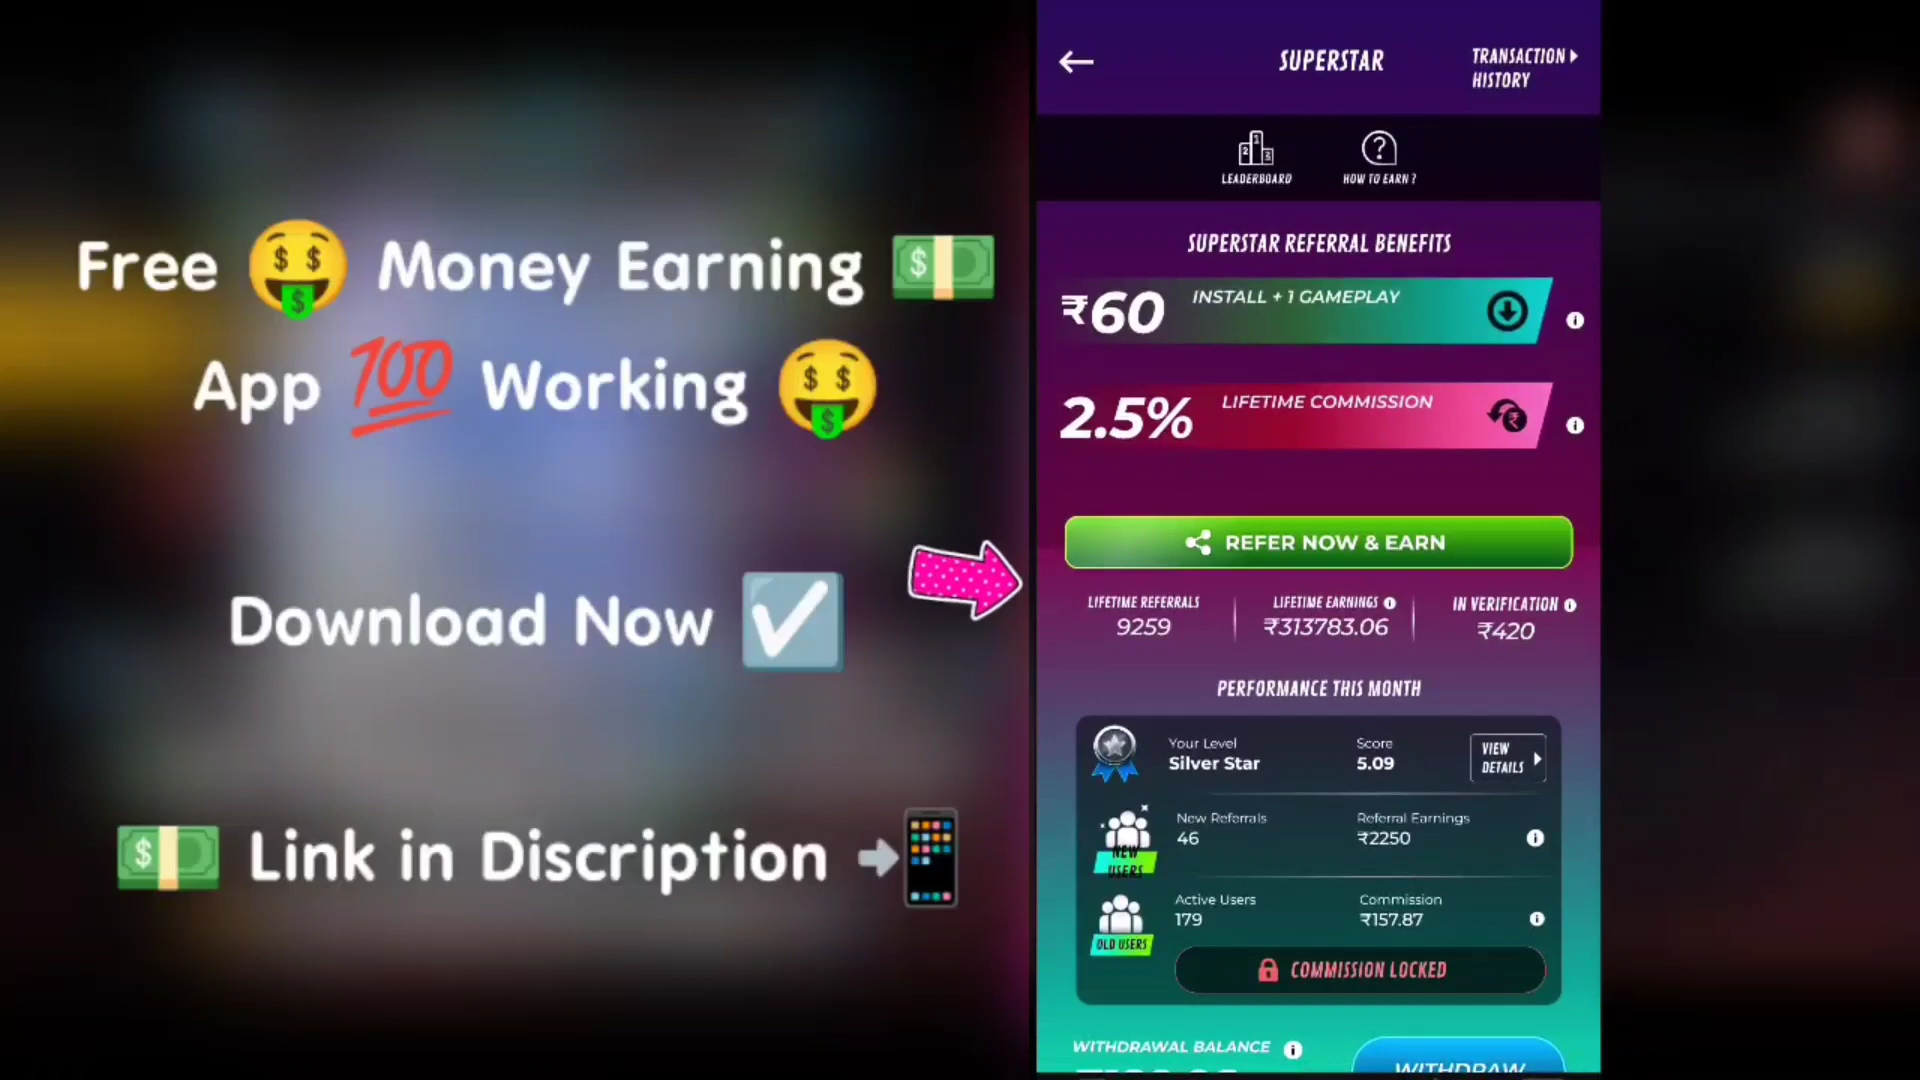 Free 🤑 Money Earning 💵
App 💯 Working 🤑
Download Now ☑️
💵 Link in Discription 📲
SUPERSTAR
TRANSACTION
HISTORY
LEADERBOARD
HOW TO EARN ?
SUPERSTAR REFERRAL BENEFITS
₹60 INSTALL + 1 GAMEPLAY
2.5% LIFETIME COMMISSION
REFER NOW & EARN
LIFETIME REFERRALS
9259
LIFETIME EARNINGS
₹313783.06
IN VERIFICATION
₹420
PERFORMANCE THIS MONTH
Your Level
Silver Star
Score
5.09
VIEW
DETAILS
NEW
USERS
New Referrals
46
Referral Earnings
₹2250
OLD USERS
Active Users
179
Commission
₹157.87
COMMISSION LOCKED
WITHDRAWAL BALANCE
WITHDRAW